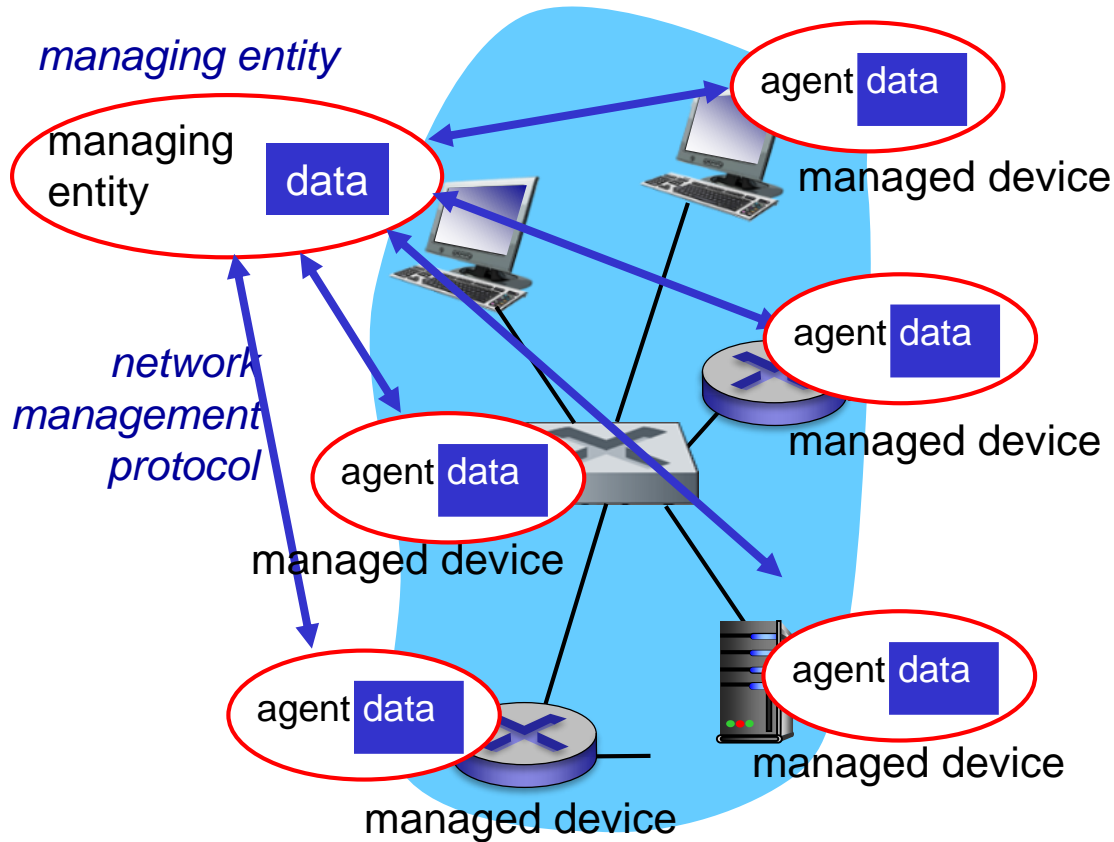 managing entity
agent data
managed device
managing
entity
data
agent data
managed device
network
management
protocol
agent data
managed device
agent data
managed device
agent data
managed device